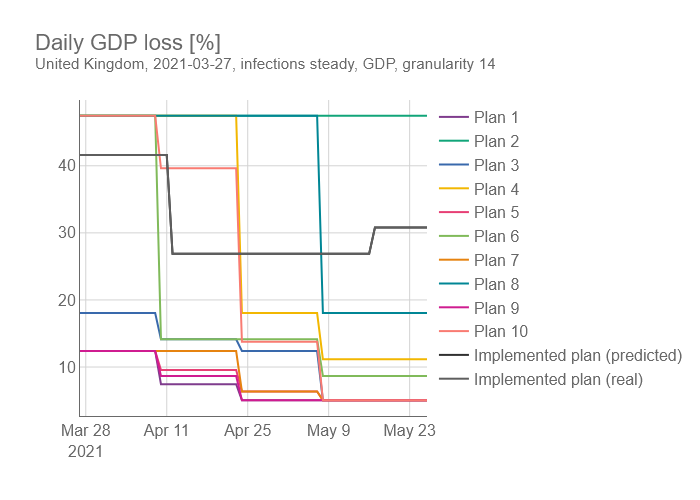 Daily GDP loss [%]
United Kingdom, 2021-03-27, infections steady, GDP, granularity 14
40
30
20
10
Mar 28
2021
Apr 11
Apr 25
May 9
May 23
Plan 1
Plan 2
Plan 3
Plan 4
Plan 5
Plan 6
Plan 7
Plan 8
Plan 9
Plan 10
Implemented plan (predicted)
Implemented plan (real)